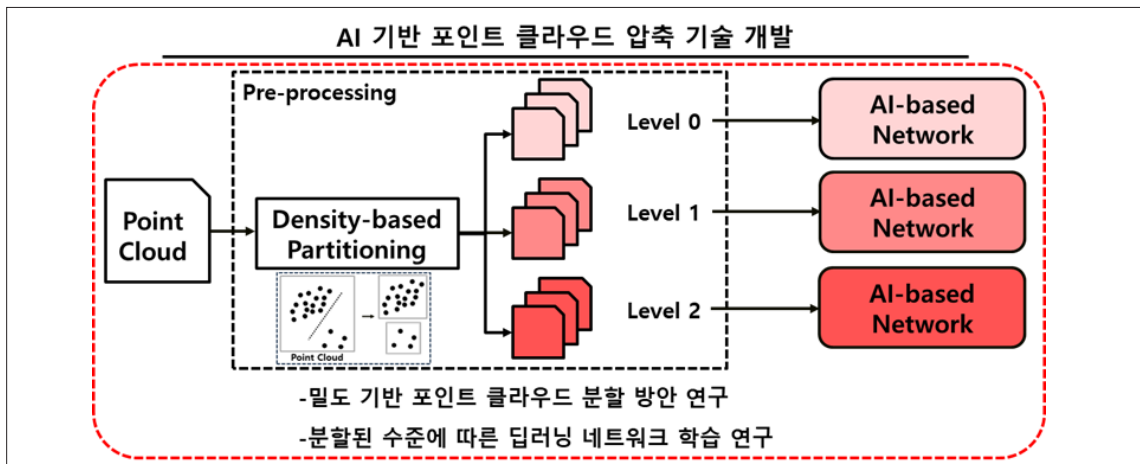 AI 기반 포인트 클라우드 압축 기술 개발
Pre-processing
Point
Cloud
Density-based
Partitioning
Point Cloud
Level 0
Level 1
Level 2
AI-based
Network
AI-based
Network
AI-based
Network
-밀도 기반 포인트 클라우드 분할 방안 연구
-분할된 수준에 따른 딥러닝 네트워크 학습 연구